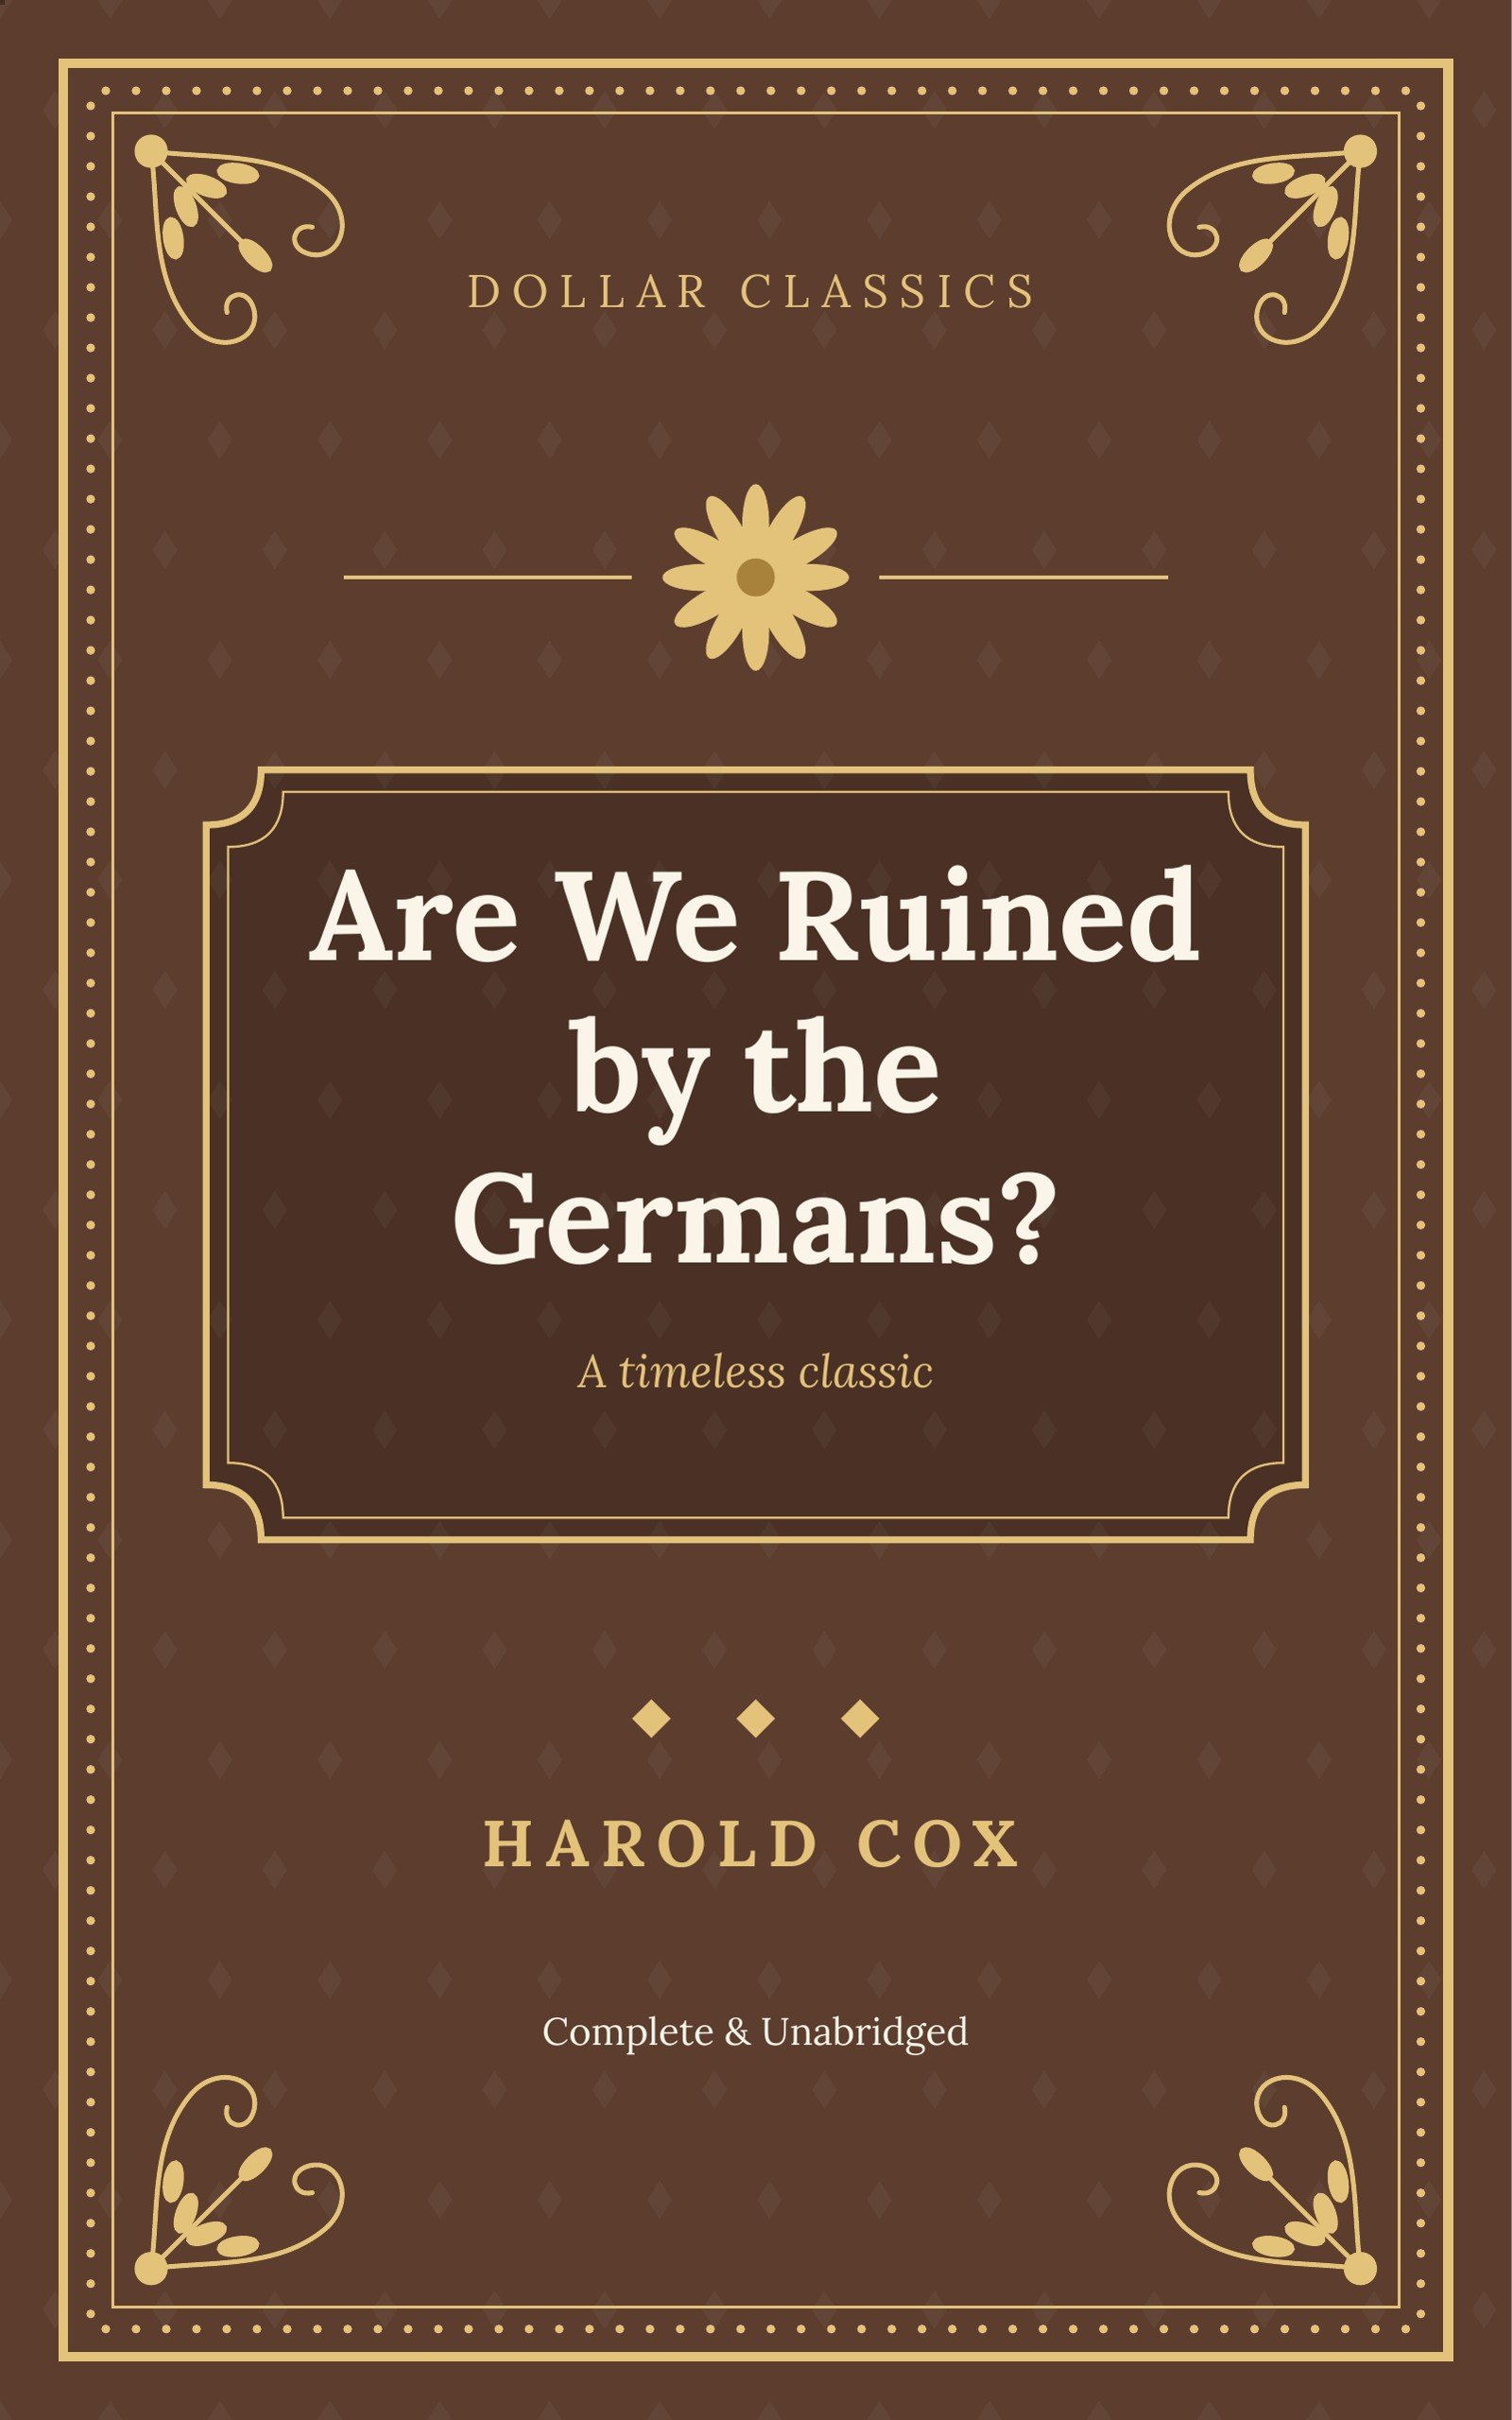 DOLLAR CLASSICS
Are We Ruined
by the
Germans?
A timeless classic
HAROLD COX
Complete & Unabridged